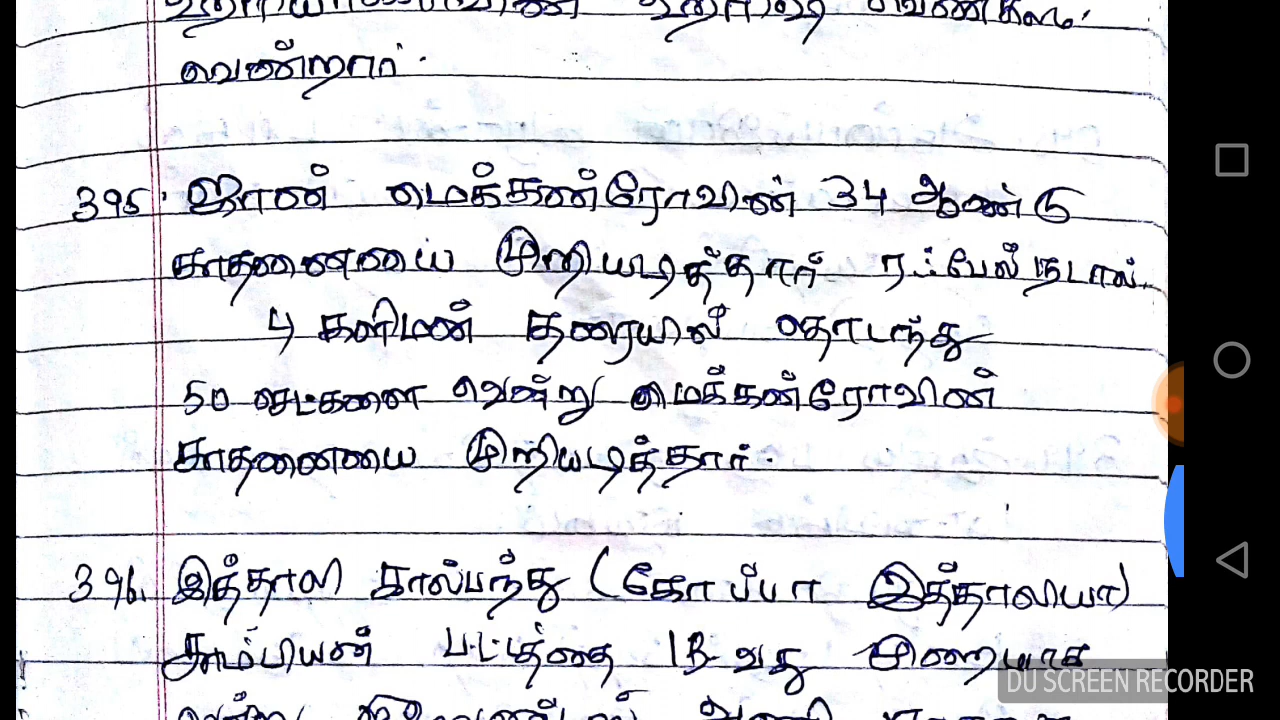 வென்றார்.
395. ஜான் மெக்கன்ரோவின் 34 ஆண்டு
சாதனையை முறியடித்தார் ரஃபேல் நடால்.
↳ களிமண் தரையில் தொடர்ந்து
50 செட்களை வென்று மெக்கன்ரோவின்
சாதனையை முறியடித்தார்.
396. இத்தாலி கால்பந்து (கோப்பா இத்தாலியா)
சாம்பியன் பட்டத்தை 13-வது முறையாக
DU SCREEN RECORDER